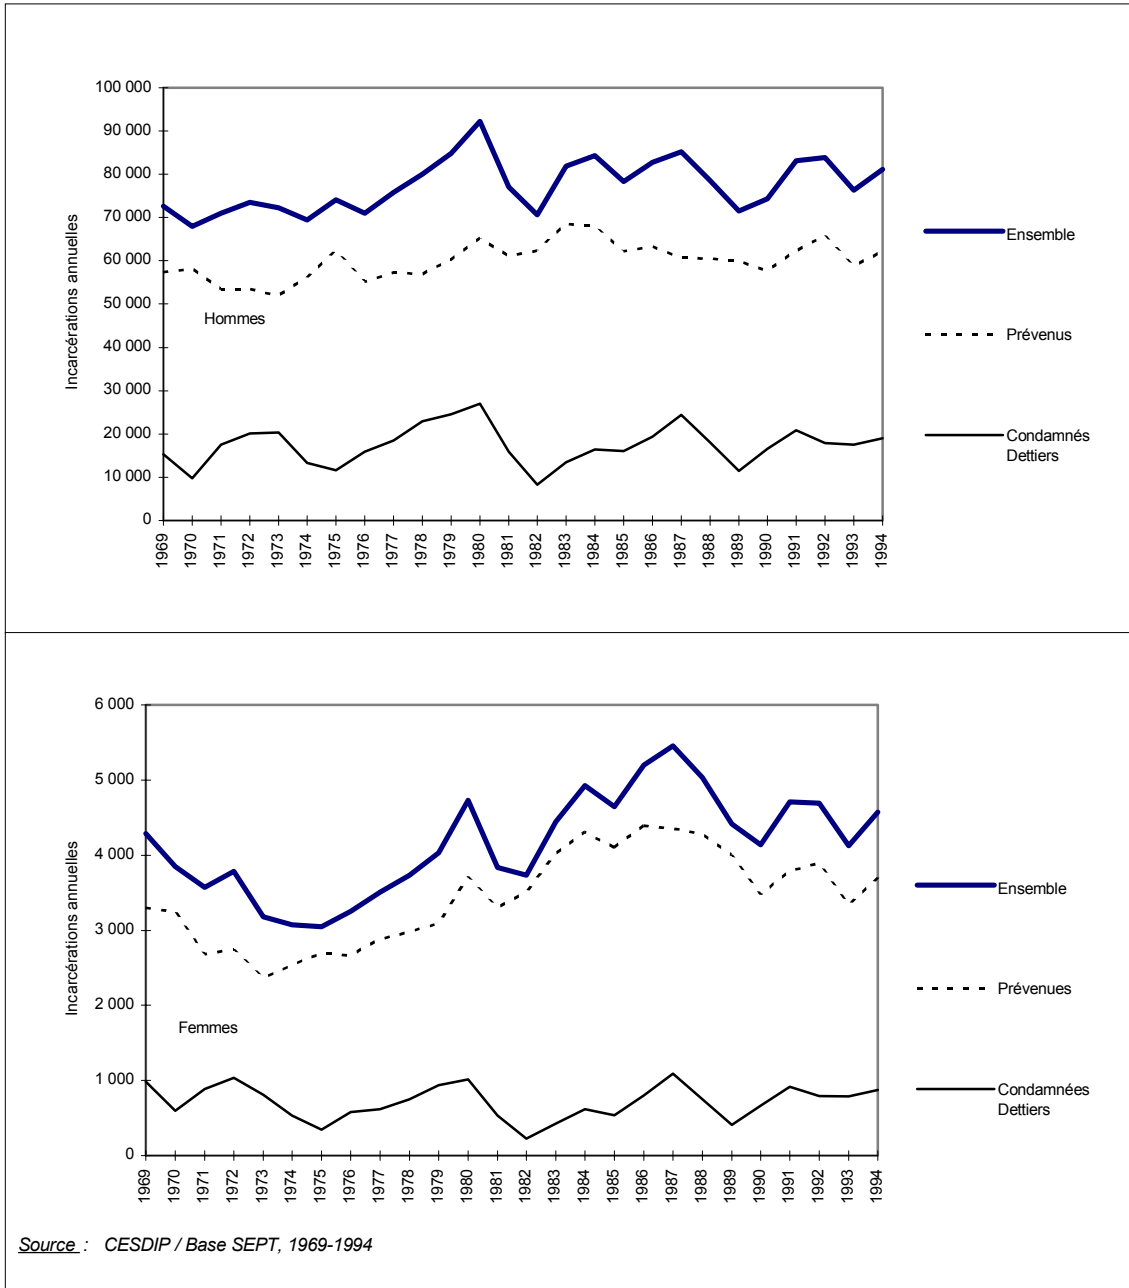 100 000
90 000
80 000
70 000
60 000
50 000
40 000
30 000
20 000
10 000
0
Incarcérations annuelles
Hommes
1969 1970 1971 1972 1973 1974 1975 1976 1977 1978 1979 1980 1981 1982 1983 1984 1985 1986 1987 1988 1989 1990 1991 1992 1993 1994
Ensemble
Prévenus
Condamnés
Dettiers
6 000
5 000
4 000
3 000
2 000
1 000
0
Incarcérations annuelles
Femmes
1969 1970 1971 1972 1973 1974 1975 1976 1977 1978 1979 1980 1981 1982 1983 1984 1985 1986 1987 1988 1989 1990 1991 1992 1993 1994
Ensemble
Prévenues
Condamnées
Dettiers
Source : CESDIP / Base SEPT, 1969-1994